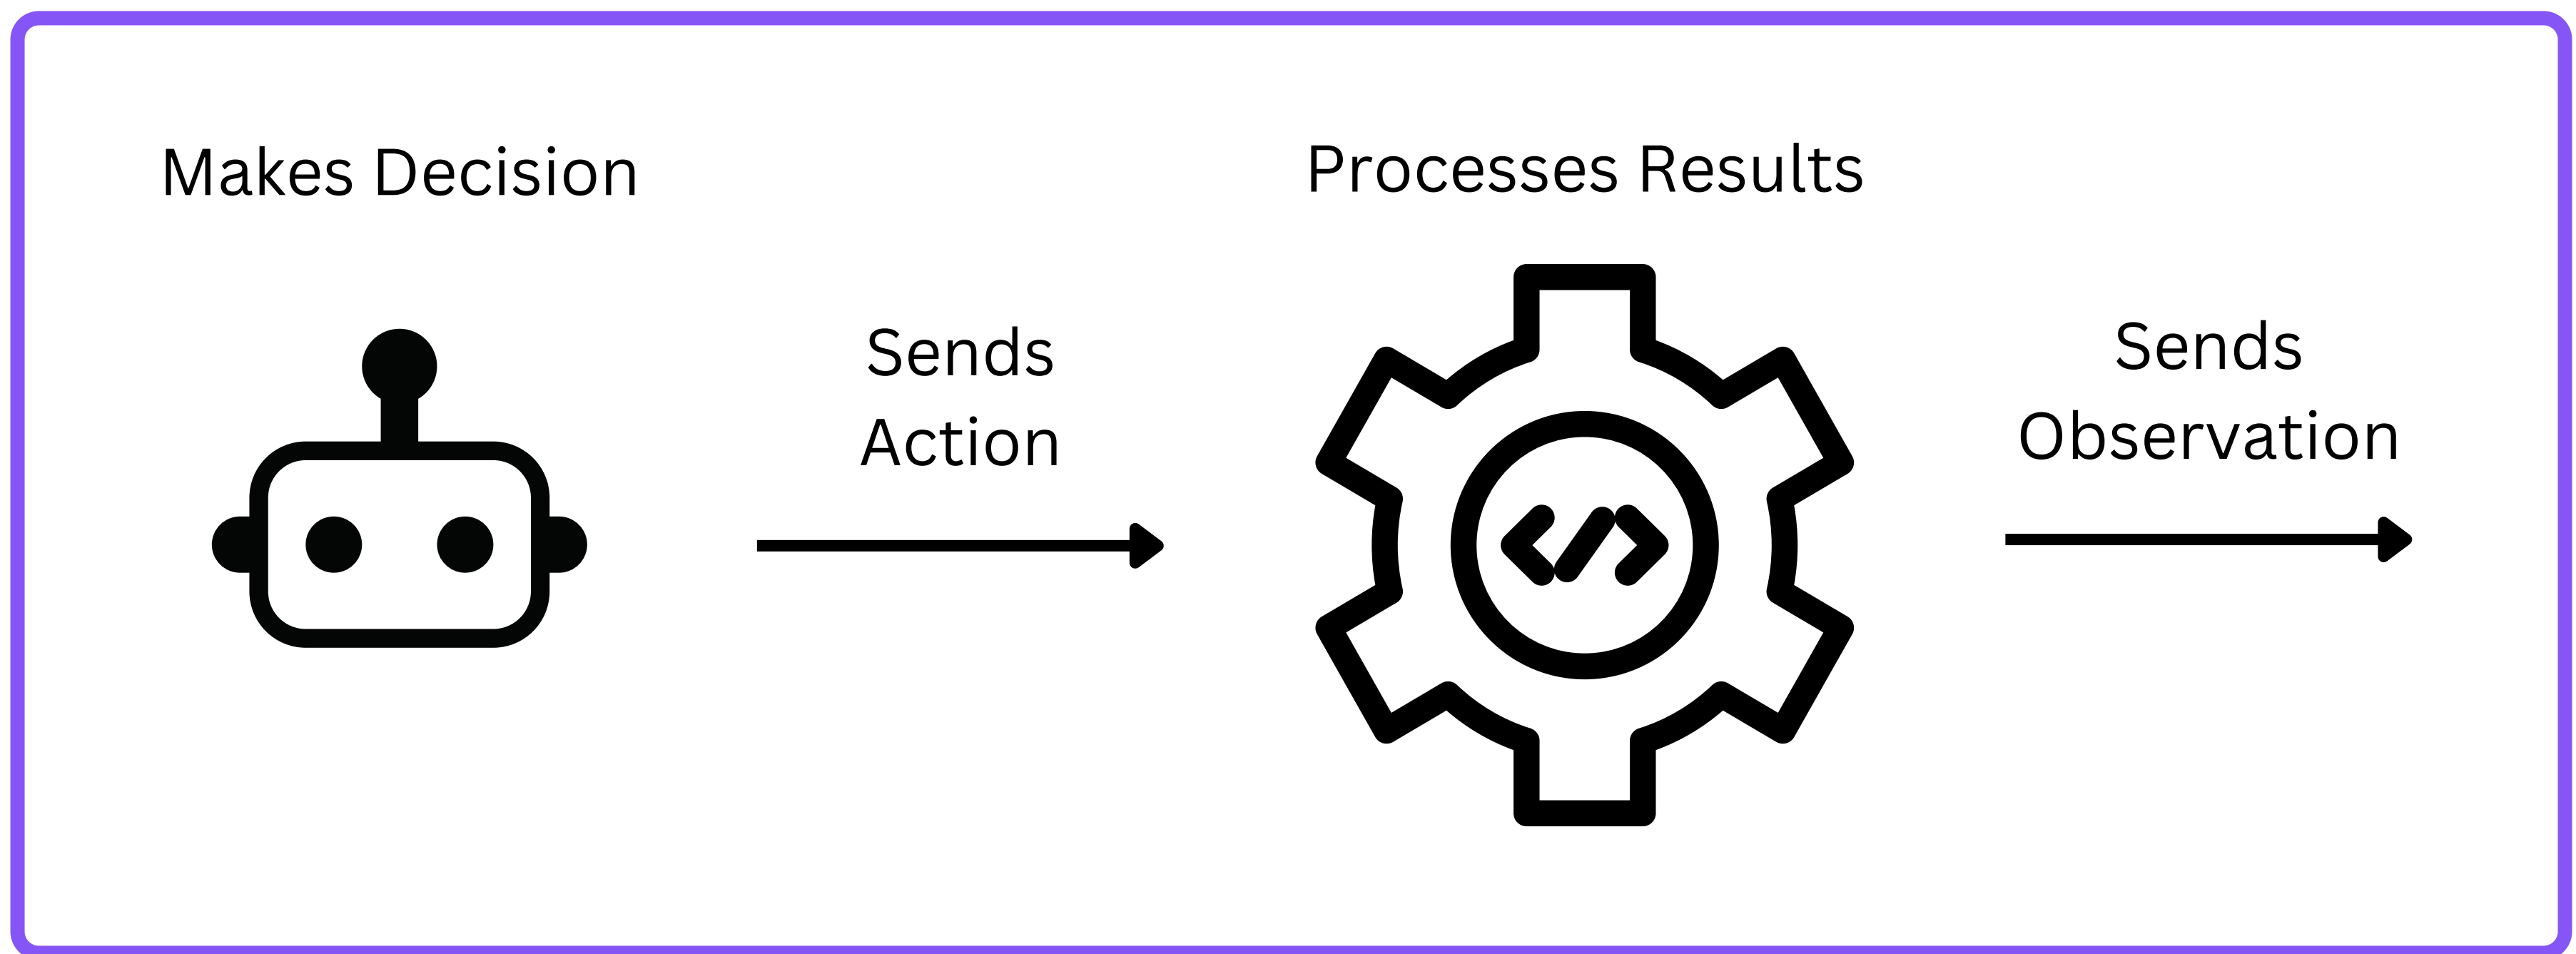 Makes Decision
Sends
Action
Processes Results
</>
Sends
Observation